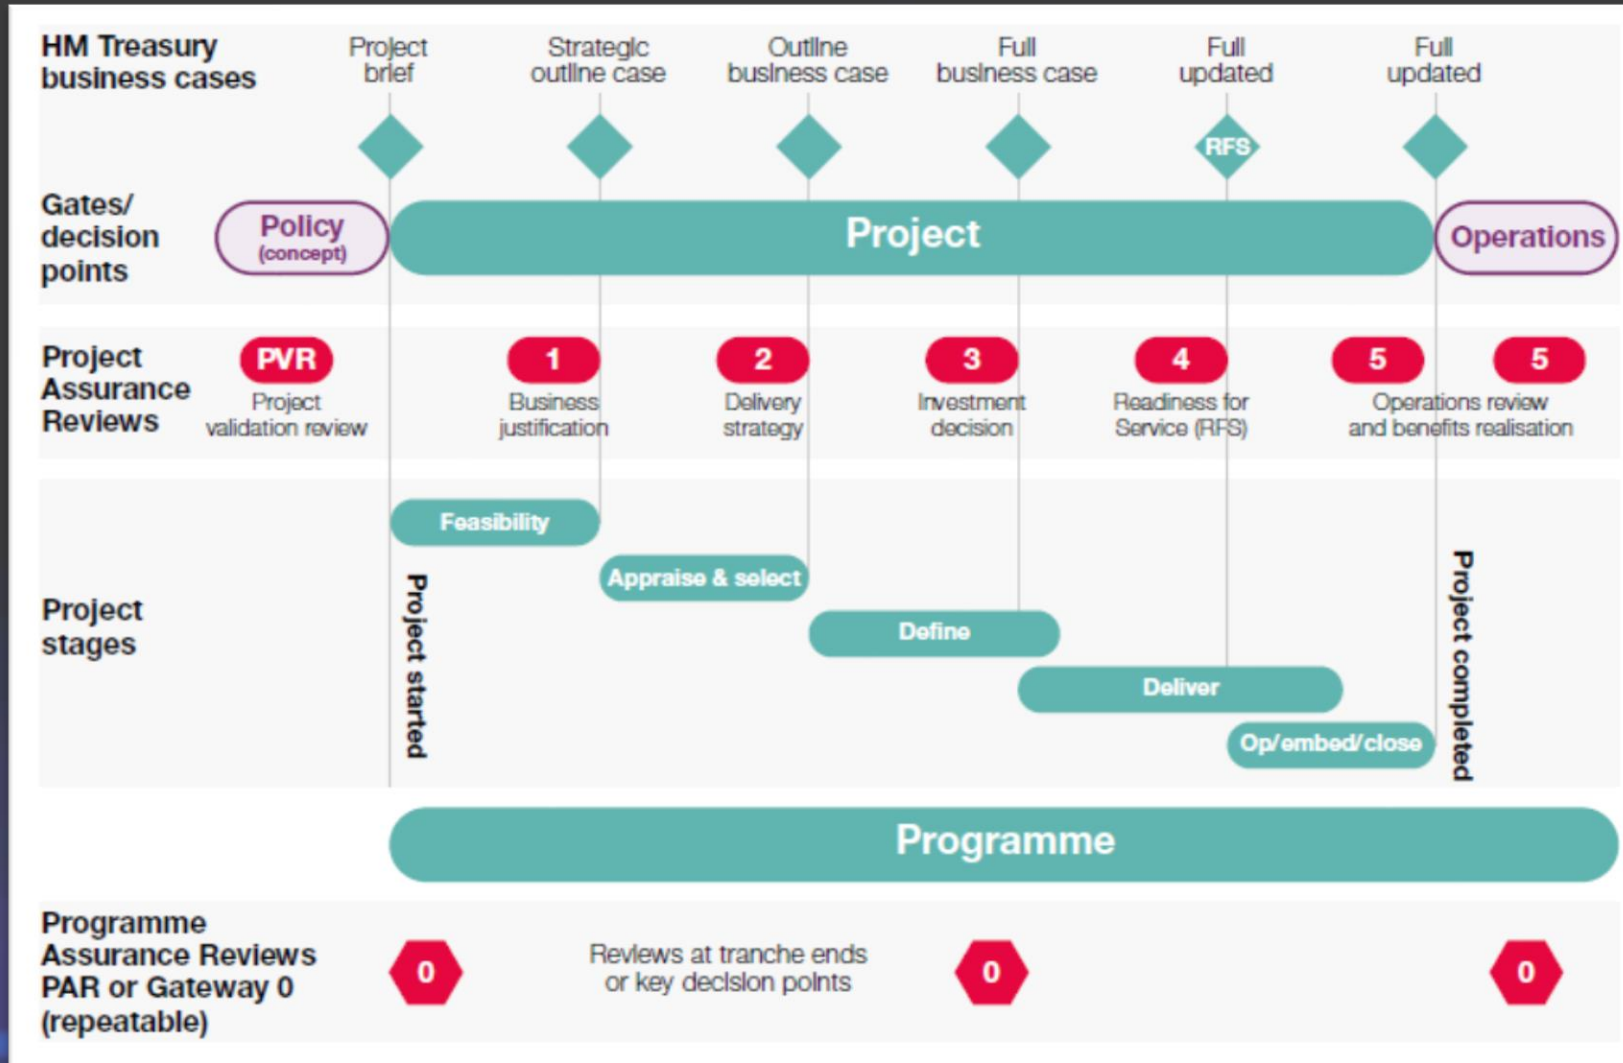 HM Treasury
business cases
Project
brief
Strategic
outline case
Outline
business case
Full
business case
Full
updated
Full
updated
RFS
Gates/
decision
points
Policy
(concept)
Project
Operations
Project
Assurance
Reviews
PVR
Project
validation review
1
Business
justification
2
Delivery
strategy
3
Investment
decision
4
Readiness for
Service (RFS)
5
5
Operations review
and benefits realisation
Project
stages
Feasibility
Appraise & select
Define
Deliver
Op/embed/close
Project started
Project completed
Programme
Programme
Assurance Reviews
PAR or Gateway 0
(repeatable)
0
Reviews at tranche ends
or key decision points
0
0